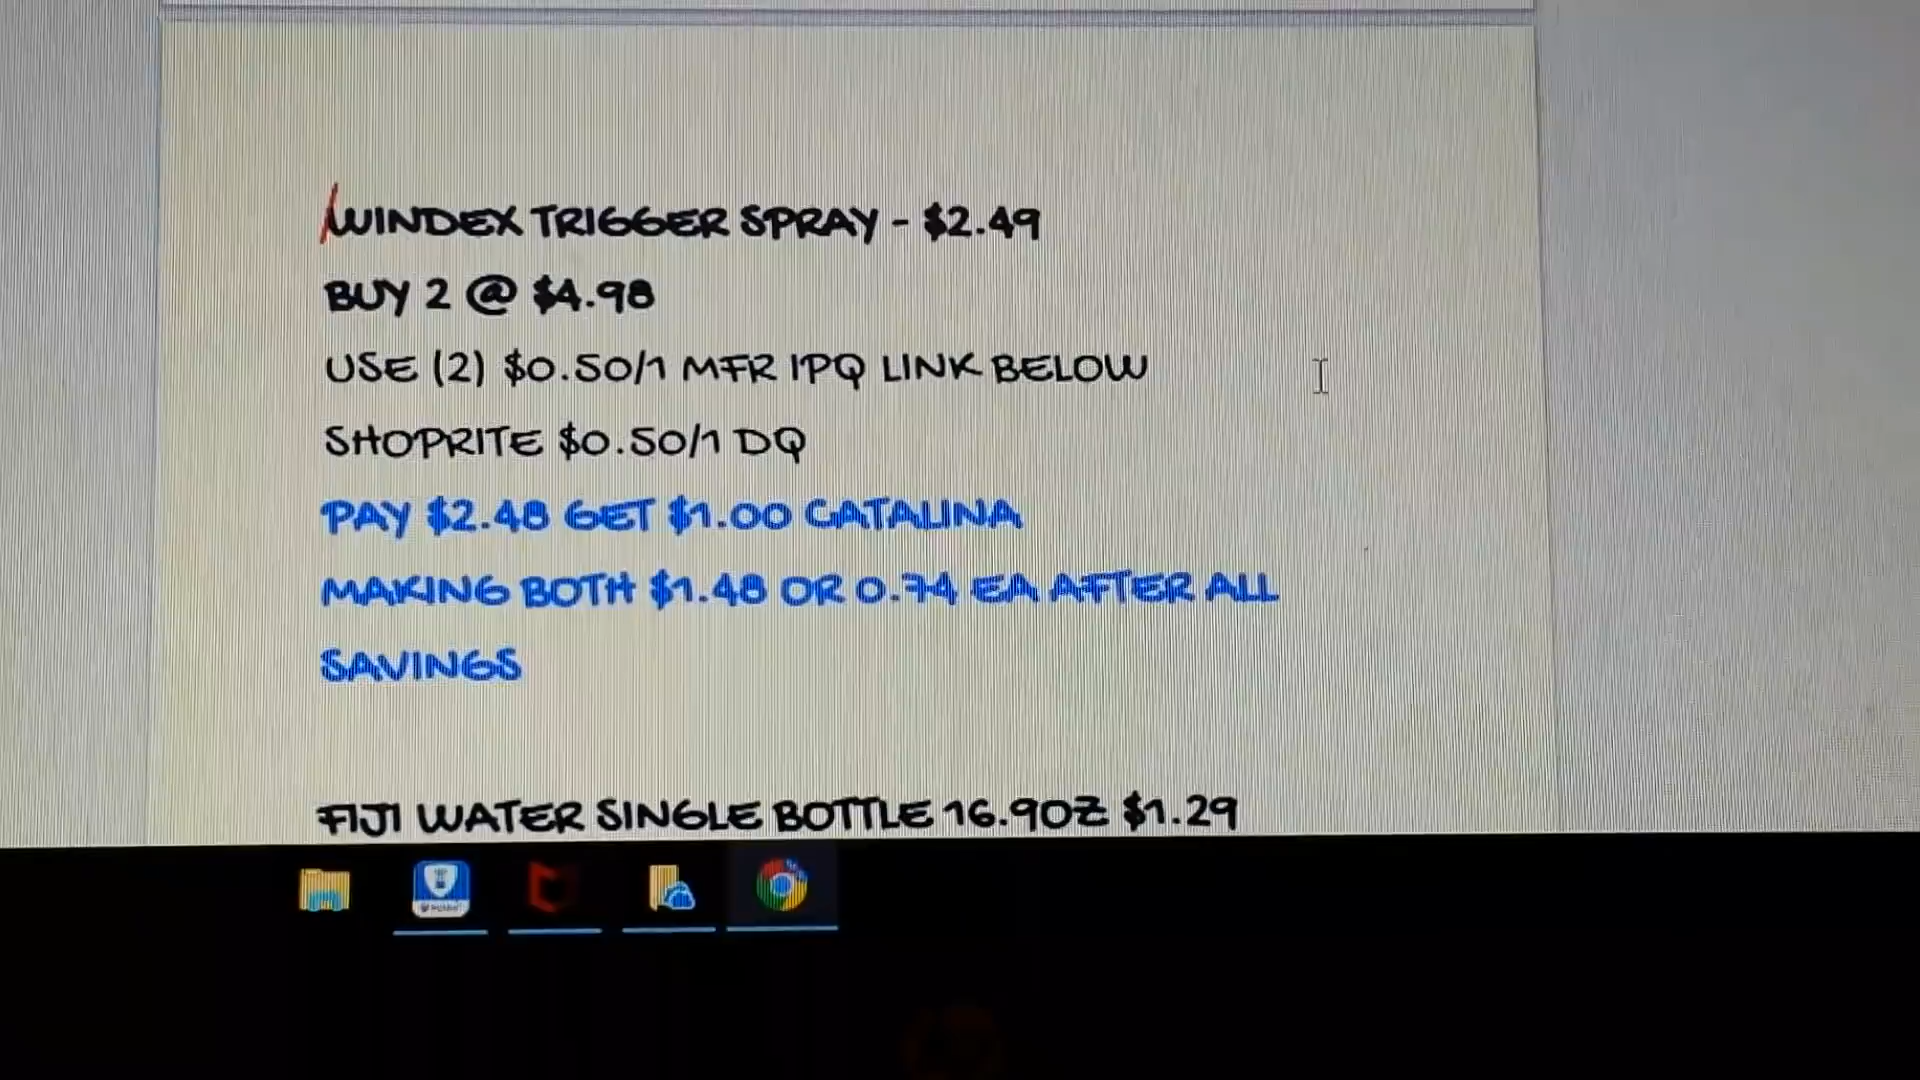 WINDEX TRIGGER SPRAY - $2.49
BUY 2 @ $4.98
USE (2) $0.50/1 MFR IPQ LINK BELOW
SHOPRITE $0.50/1 DQ
PAY $2.48 GET $1.00 CATALINA
MAKING BOTH $1.48 OR 0.74 EA AFTER ALL
SAVINGS
FIJI WATER SINGLE BOTTLE 16.9OZ $1.29